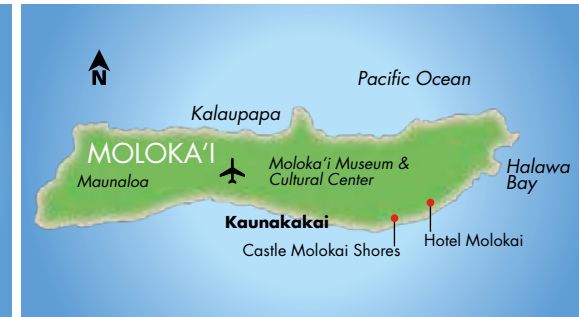 N
Pacific Ocean
Kalaupapa
MOLOKA‘I
Maunaloa
Moloka‘i Museum &
Cultural Center
Halawa
Bay
Kaunakakai
Castle Molokai Shores
Hotel Molokai